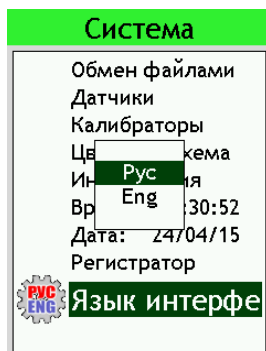 Система
Обмен файлами
Датчики
Калибраторы
Цв хема
Рус
Ин ия
Eng
Вр :30:52
Дата: 24/04/15
Регистратор
РУС
ENG
Язык интерфе